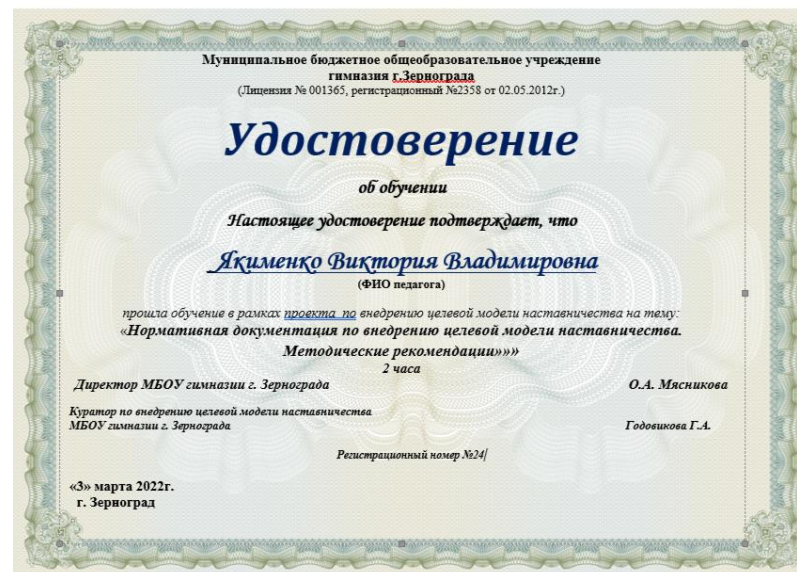 Муниципальное бюджетное общеобразовательное учреждение
гимназия г.Зернограда
(Лицензия № 001365, регистрационный №2358 от 02.05.2012г.)
Удостоверение
об обучении
Настоящее удостоверение подтверждает, что
Якименко Виктория Владимировна
(ФИО педагога)
прошла обучение в рамках проекта по внедрению целевой модели наставничества на тему:
«Нормативная документация по внедрению целевой модели наставничества.
Методические рекомендации»»»
2 часа
Директор МБОУ гимназии г. Зернограда О.А. Мясникова
Куратор по внедрению целевой модели наставничества
МБОУ гимназии г. Зернограда Годовикова Г.А.
Регистрационный номер №24
«3» марта 2022г.
г. Зерноград